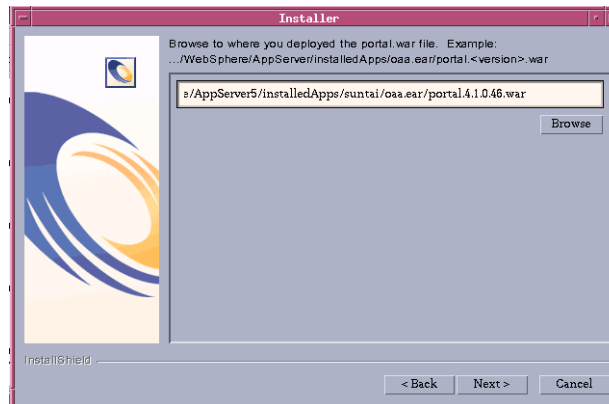 Installer
Browse to where you deployed the portal.war file. Example:
.../WebSphere/AppServer/installedApps/oaa.ear/portal.<version>.war
e/AppServer5/installedApps/suntai/oaa.ear/portal.4.1.0.46.war
Browse
InstallShield
< Back
Next >
Cancel